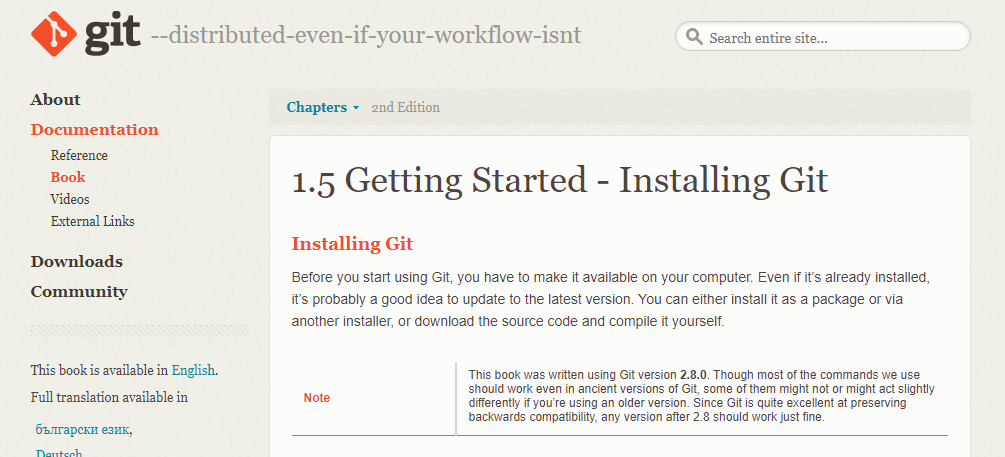 git --distributed-even-if-your-workflow-isnt
Search entire site...
About
Documentation
Reference
Book
Videos
External Links
Downloads
Community
This book is available in English.
Full translation available in
български език,
Deutsch
Chapters 2nd Edition
1.5 Getting Started - Installing Git
Installing Git
Before you start using Git, you have to make it available on your computer. Even if it’s already installed,
it’s probably a good idea to update to the latest version. You can either install it as a package or via
another installer, or download the source code and compile it yourself.
Note
This book was written using Git version 2.8.0. Though most of the commands we use
should work even in ancient versions of Git, some of them might not or might act slightly
differently if you’re using an older version. Since Git is quite excellent at preserving
backwards compatibility, any version after 2.8 should work just fine.